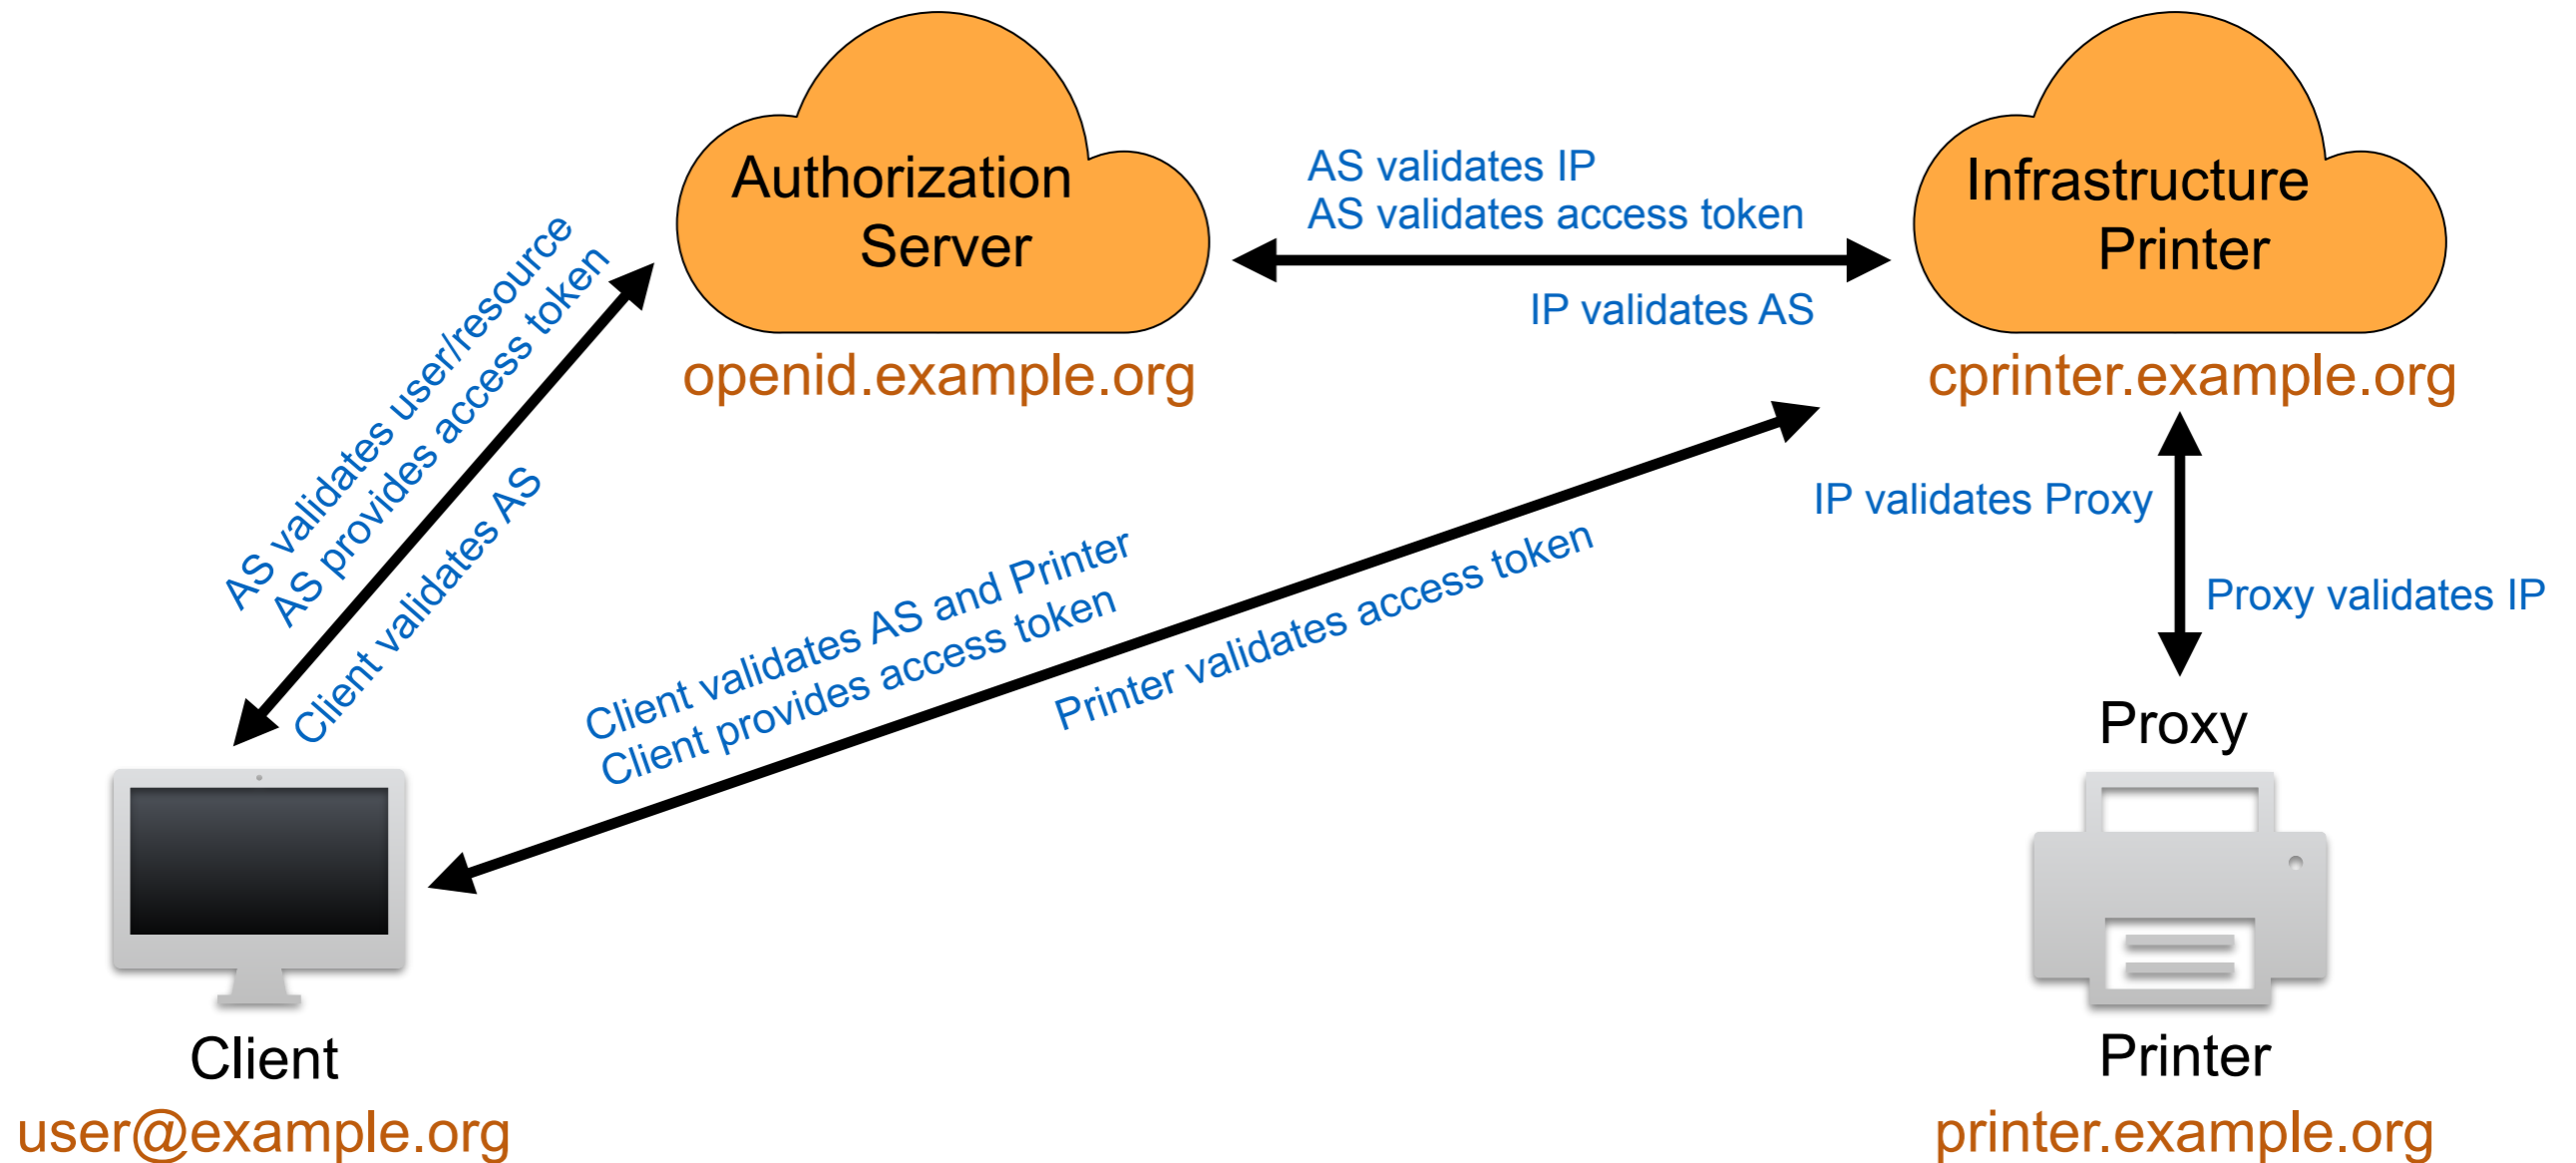 Authorization
Server
openid.example.org
AS validates IP
AS validates access token
IP validates AS
Infrastructure
Printer
cprinter.example.org
AS validates user/resource
AS provides access token
Client validates AS
Client validates AS and Printer
Client provides access token
Printer validates access token
IP validates Proxy
Proxy validates IP
Proxy
Client
user@example.org
Printer
printer.example.org